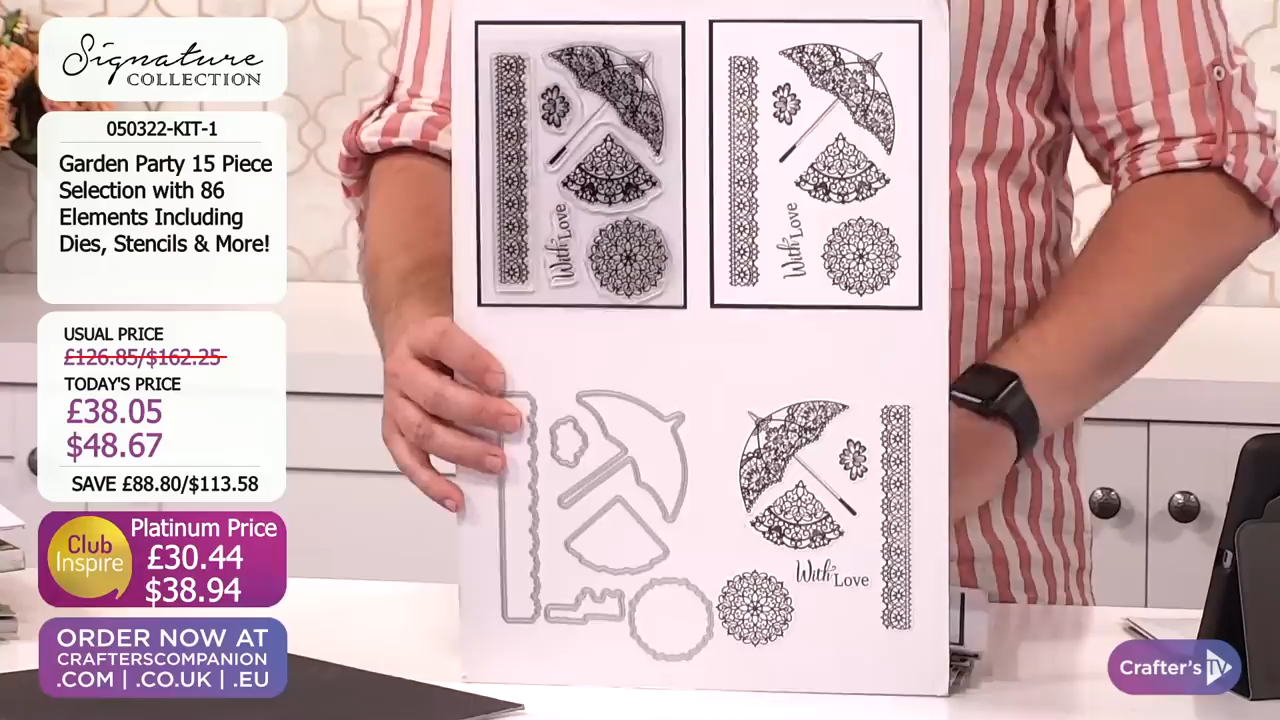 Signature
COLLECTION
050322-KIT-1
Garden Party 15 Piece
Selection with 86
Elements Including
Dies, Stencils & More!
USUAL PRICE
£126.85/$162.25
TODAY'S PRICE
£38.05
$48.67
SAVE £88.80/$113.58
Club
Inspire
Platinum Price
£30.44
$38.94
ORDER NOW AT
CRAFTERSCOMPANION
.COM | .CO.UK | .EU
With Love
With Love
With Love
Crafter's TV